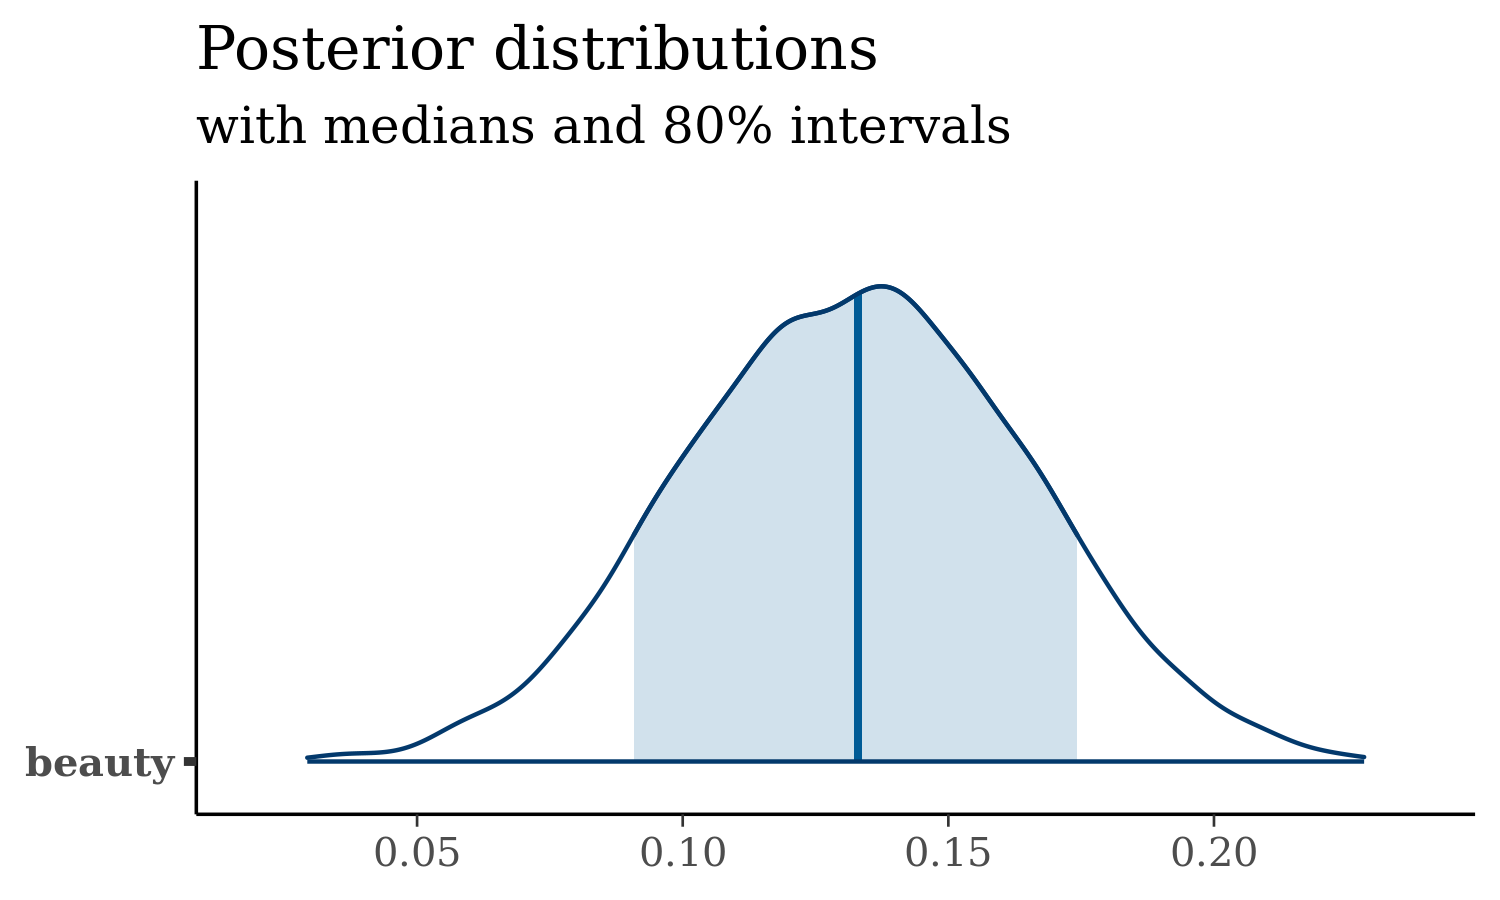 Posterior distributions
with medians and 80% intervals
beauty
0.05 0.10 0.15 0.20